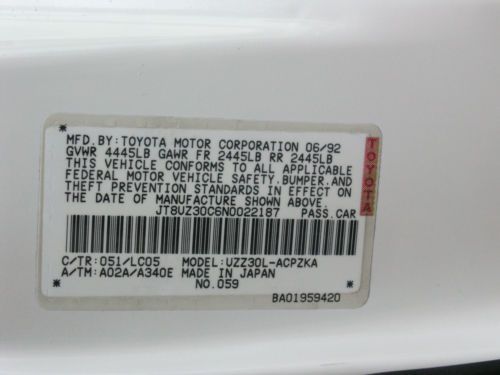 MFD.BY:TOYOTA MOTOR CORPORATION 06/92
GVWR 4445LB GAWR FR 2445LB RR 2445LB
THIS VEHICLE CONFORMS TO ALL APPLICABLE
FEDERAL MOTOR VEHICLE SAFETY.BUMPER.AND
THEFT PREVENTION STANDARDS IN EFFECT ON
THE DATE OF MANUFACTURE SHOWN ABOVE.
JT8UZ30C6N0022187 PASS.CAR
C/TR:051/LC05 MODEL:UZZ30L-ACPZKA
A/TM:A02A/A340E MADE IN JAPAN
NO.059
BA01959420
TOYOTA